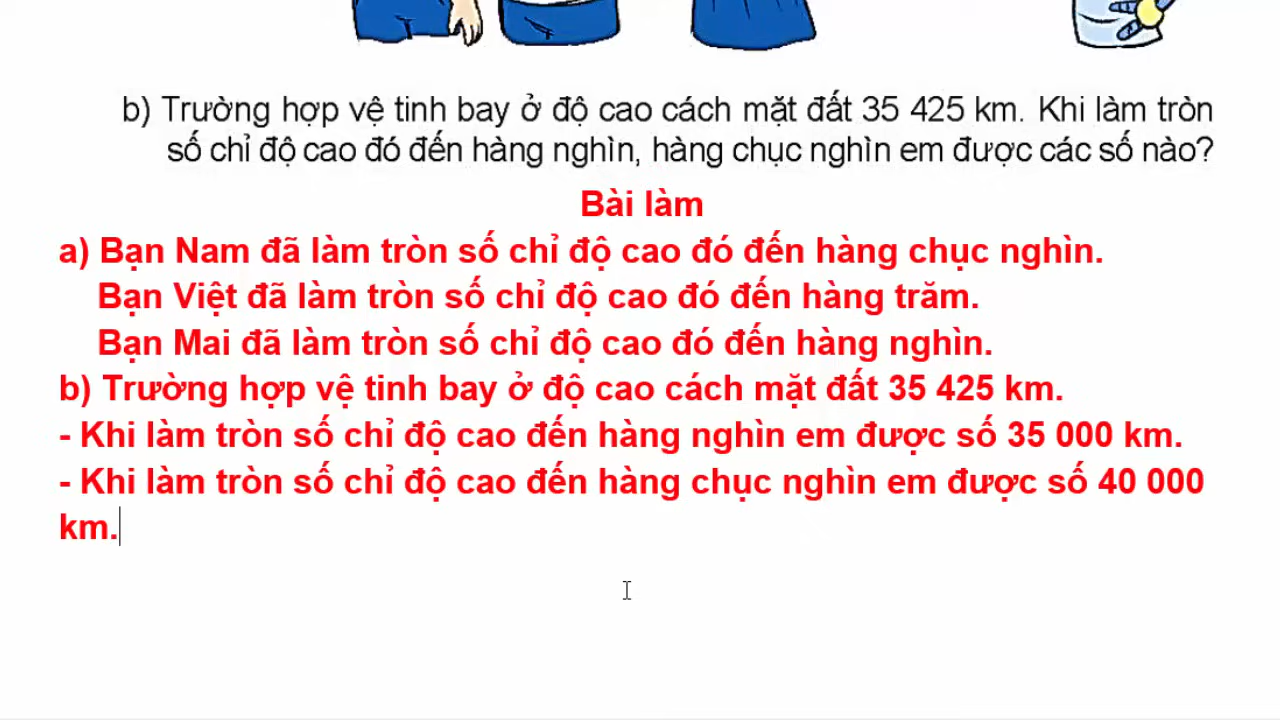 b) Trường hợp vệ tinh bay ở độ cao cách mặt đất 35 425 km. Khi làm tròn
số chỉ độ cao đó đến hàng nghìn, hàng chục nghìn em được các số nào?
Bài làm
a) Bạn Nam đã làm tròn số chỉ độ cao đó đến hàng chục nghìn.
Bạn Việt đã làm tròn số chỉ độ cao đó đến hàng trăm.
Bạn Mai đã làm tròn số chỉ độ cao đó đến hàng nghìn.
b) Trường hợp vệ tinh bay ở độ cao cách mặt đất 35 425 km.
- Khi làm tròn số chỉ độ cao đến hàng nghìn em được số 35 000 km.
- Khi làm tròn số chỉ độ cao đến hàng chục nghìn em được số 40 000
km.